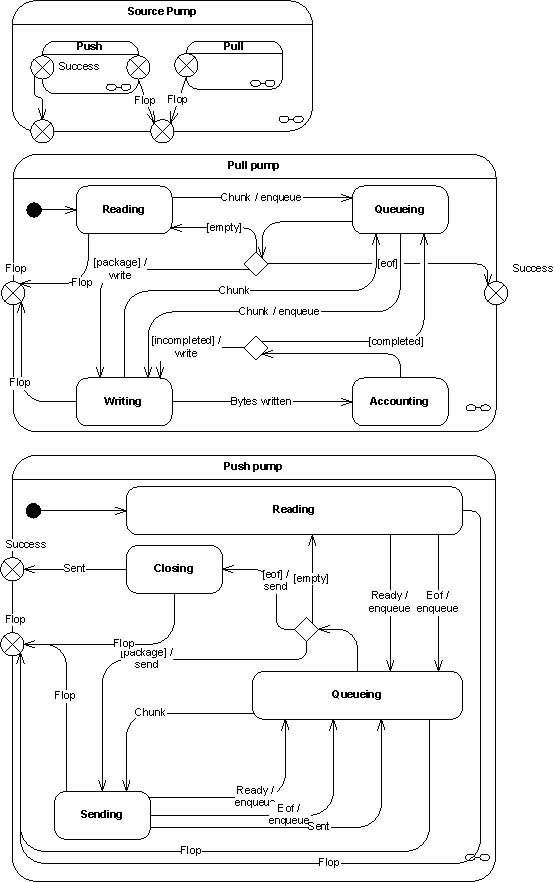 Source Pump
Push
Pull
Success
Flop
Flop
Pull pump
Reading
Chunk / enqueue
Queueing
[empty]
[package] /
write
[eof]
Flop
Success
Flop
Chunk
Chunk / enqueue
[incompleted] /
write
[completed]
Flop
Writing
Bytes written
Accounting
Push pump
Reading
Success
Sent
Closing
[eof] /
send
[empty]
Ready /
enqueue
Eof /
enqueue
Flop
Flop
[package] /
send
Queueing
Flop
Chunk
Ready /
enqueue
Eof /
enqueue
Sent
Sending
Flop
Flop